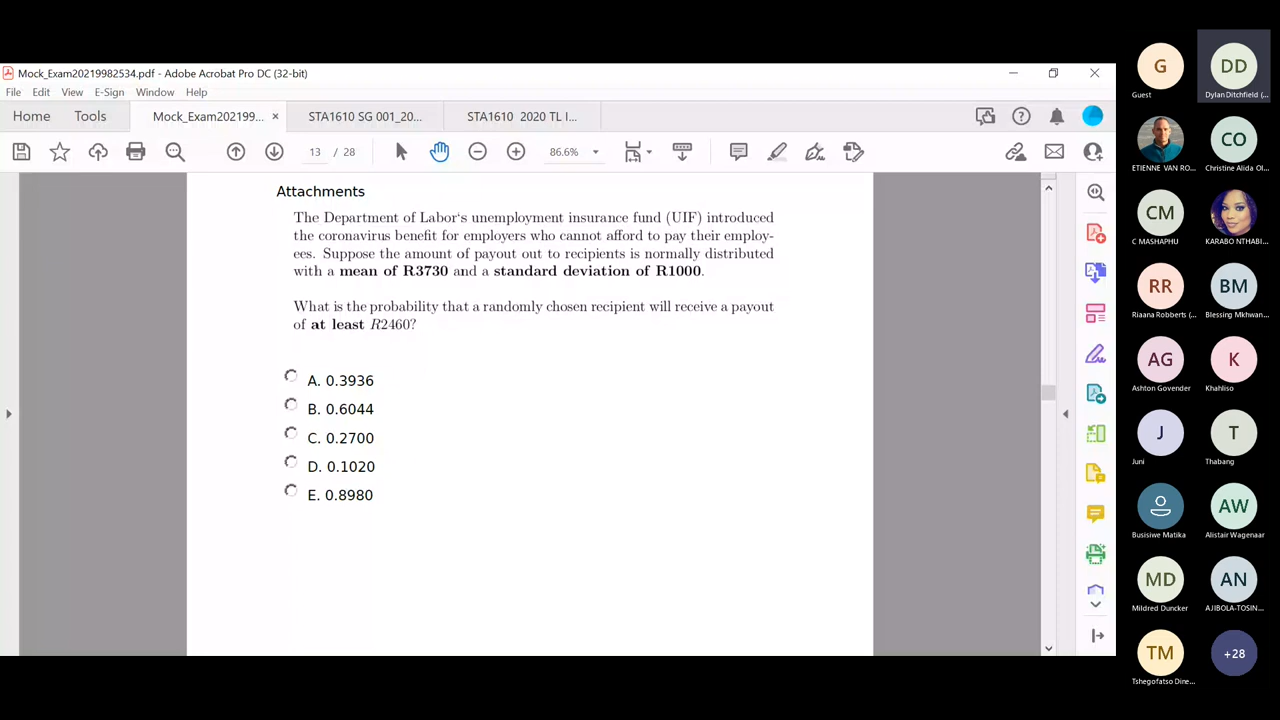 Mock_Exam20219982534.pdf - Adobe Acrobat Pro DC (32-bit)
File Edit View E-Sign Window Help
Home Tools Mock_Exam202199... × STA1610 SG 001_20... STA1610 2020 TL I...
13 / 28 86.6%
Attachments
The Department of Labor's unemployment insurance fund (UIF) introduced
the coronavirus benefit for employers who cannot afford to pay their employ-
ees. Suppose the amount of payout out to recipients is normally distributed
with a mean of R3730 and a standard deviation of R1000.
What is the probability that a randomly chosen recipient will receive a payout
of at least R2460?
A. 0.3936
B. 0.6044
C. 0.2700
D. 0.1020
E. 0.8980
G DD
Guest Dylan Ditchfield (...
CO
ETIENNE VAN RO... Christine Alida Ol...
CM
C MASHAPHU KARABO NTHABI...
RR BM
Riaana Robberts (... Blessing Mkhwan...
AG K
Ashton Govender Khahliso
J T
Juni Thabang
AW
Busisiwe Matika Alistair Wagenaar
MD AN
Mildred Duncker AJIBOLA-TOSIN...
TM +28
Tshegofatso Dine...